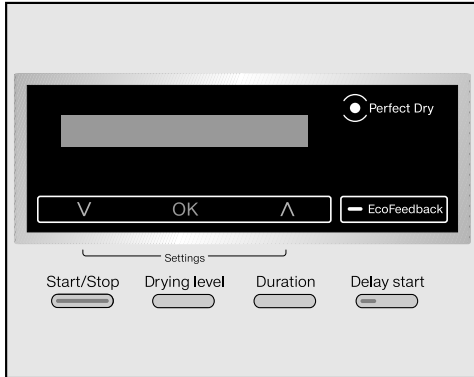 Perfect Dry
OK
EcoFeedback
Settings
Start/Stop Drying level Duration Delay start